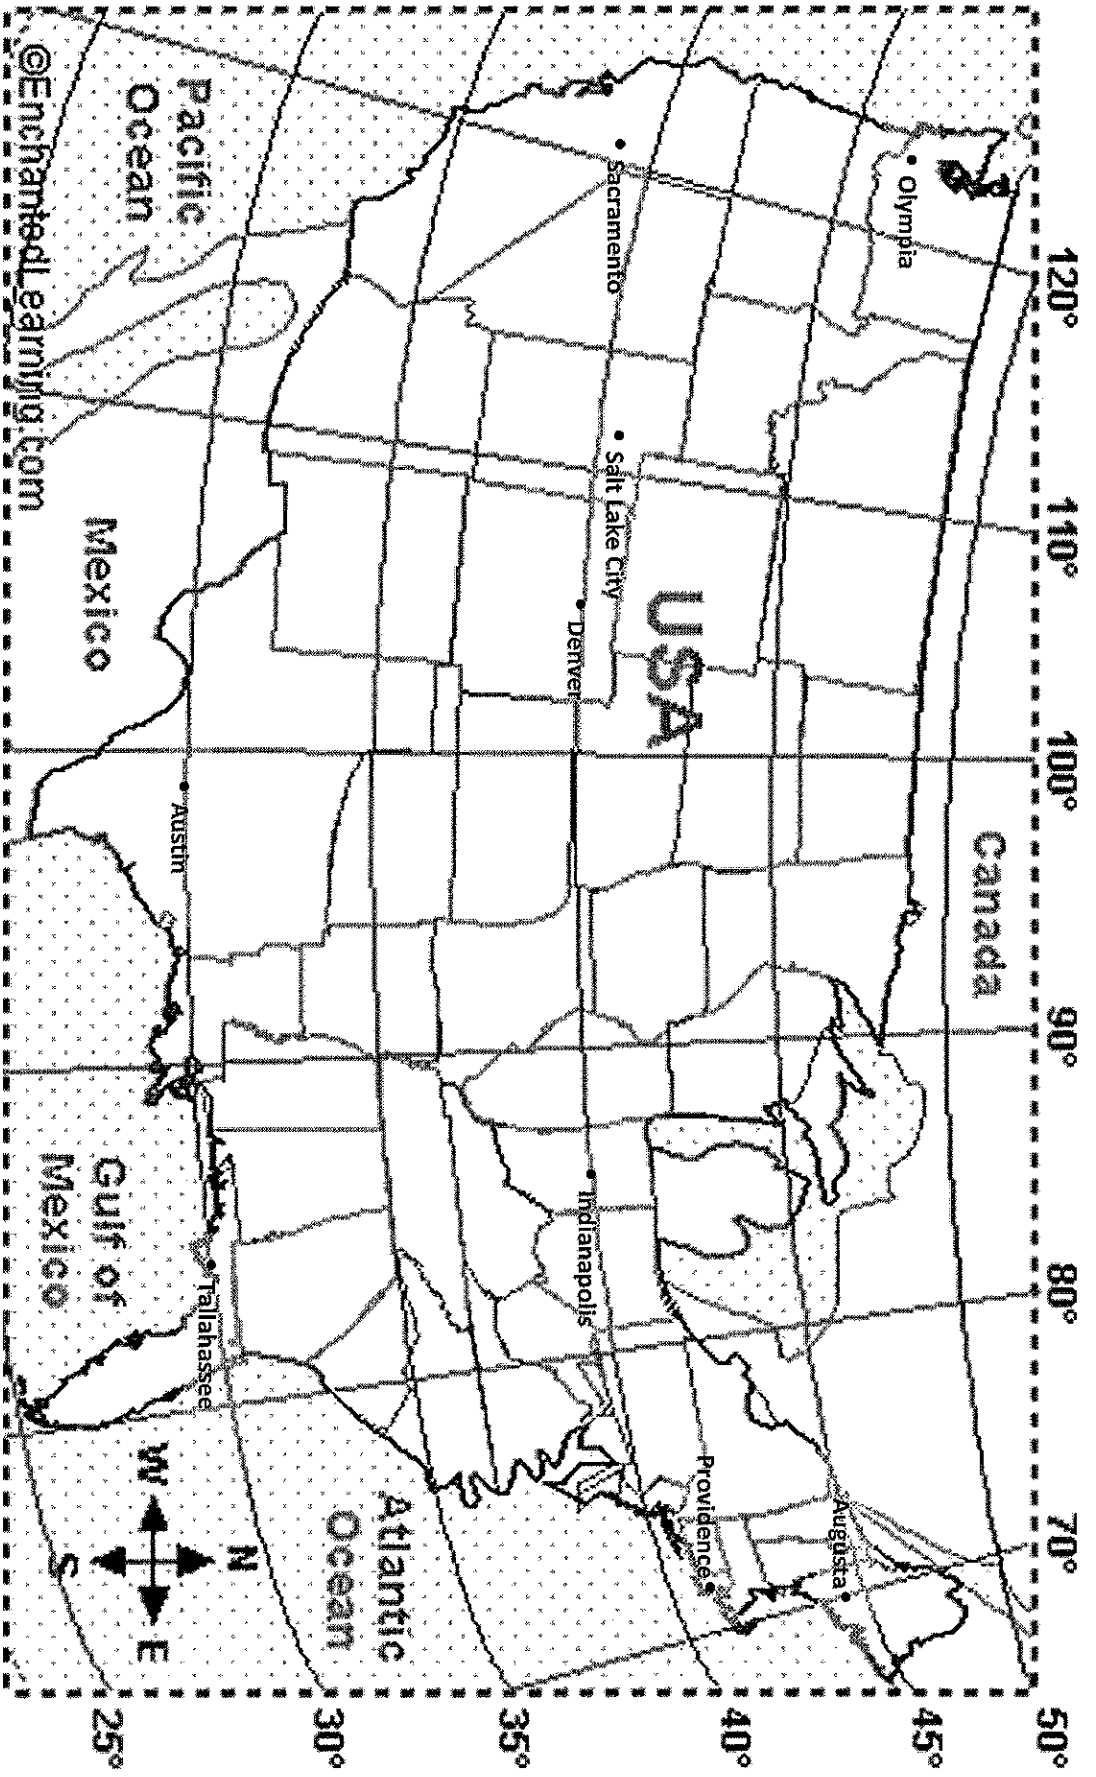 120°
110°
100°
90°
80°
70°
Canada
Olympia
Augusta
USA
Providence
Sacramento
Salt Lake City
Denver
Indianapolis
Pacific
Ocean
Atlantic
Ocean
Austin
Tallahassee
Mexico
Gulf of
Mexico
N
W
E
S
©EnchantedLearning.com
50°
45°
40°
35°
30°
25°